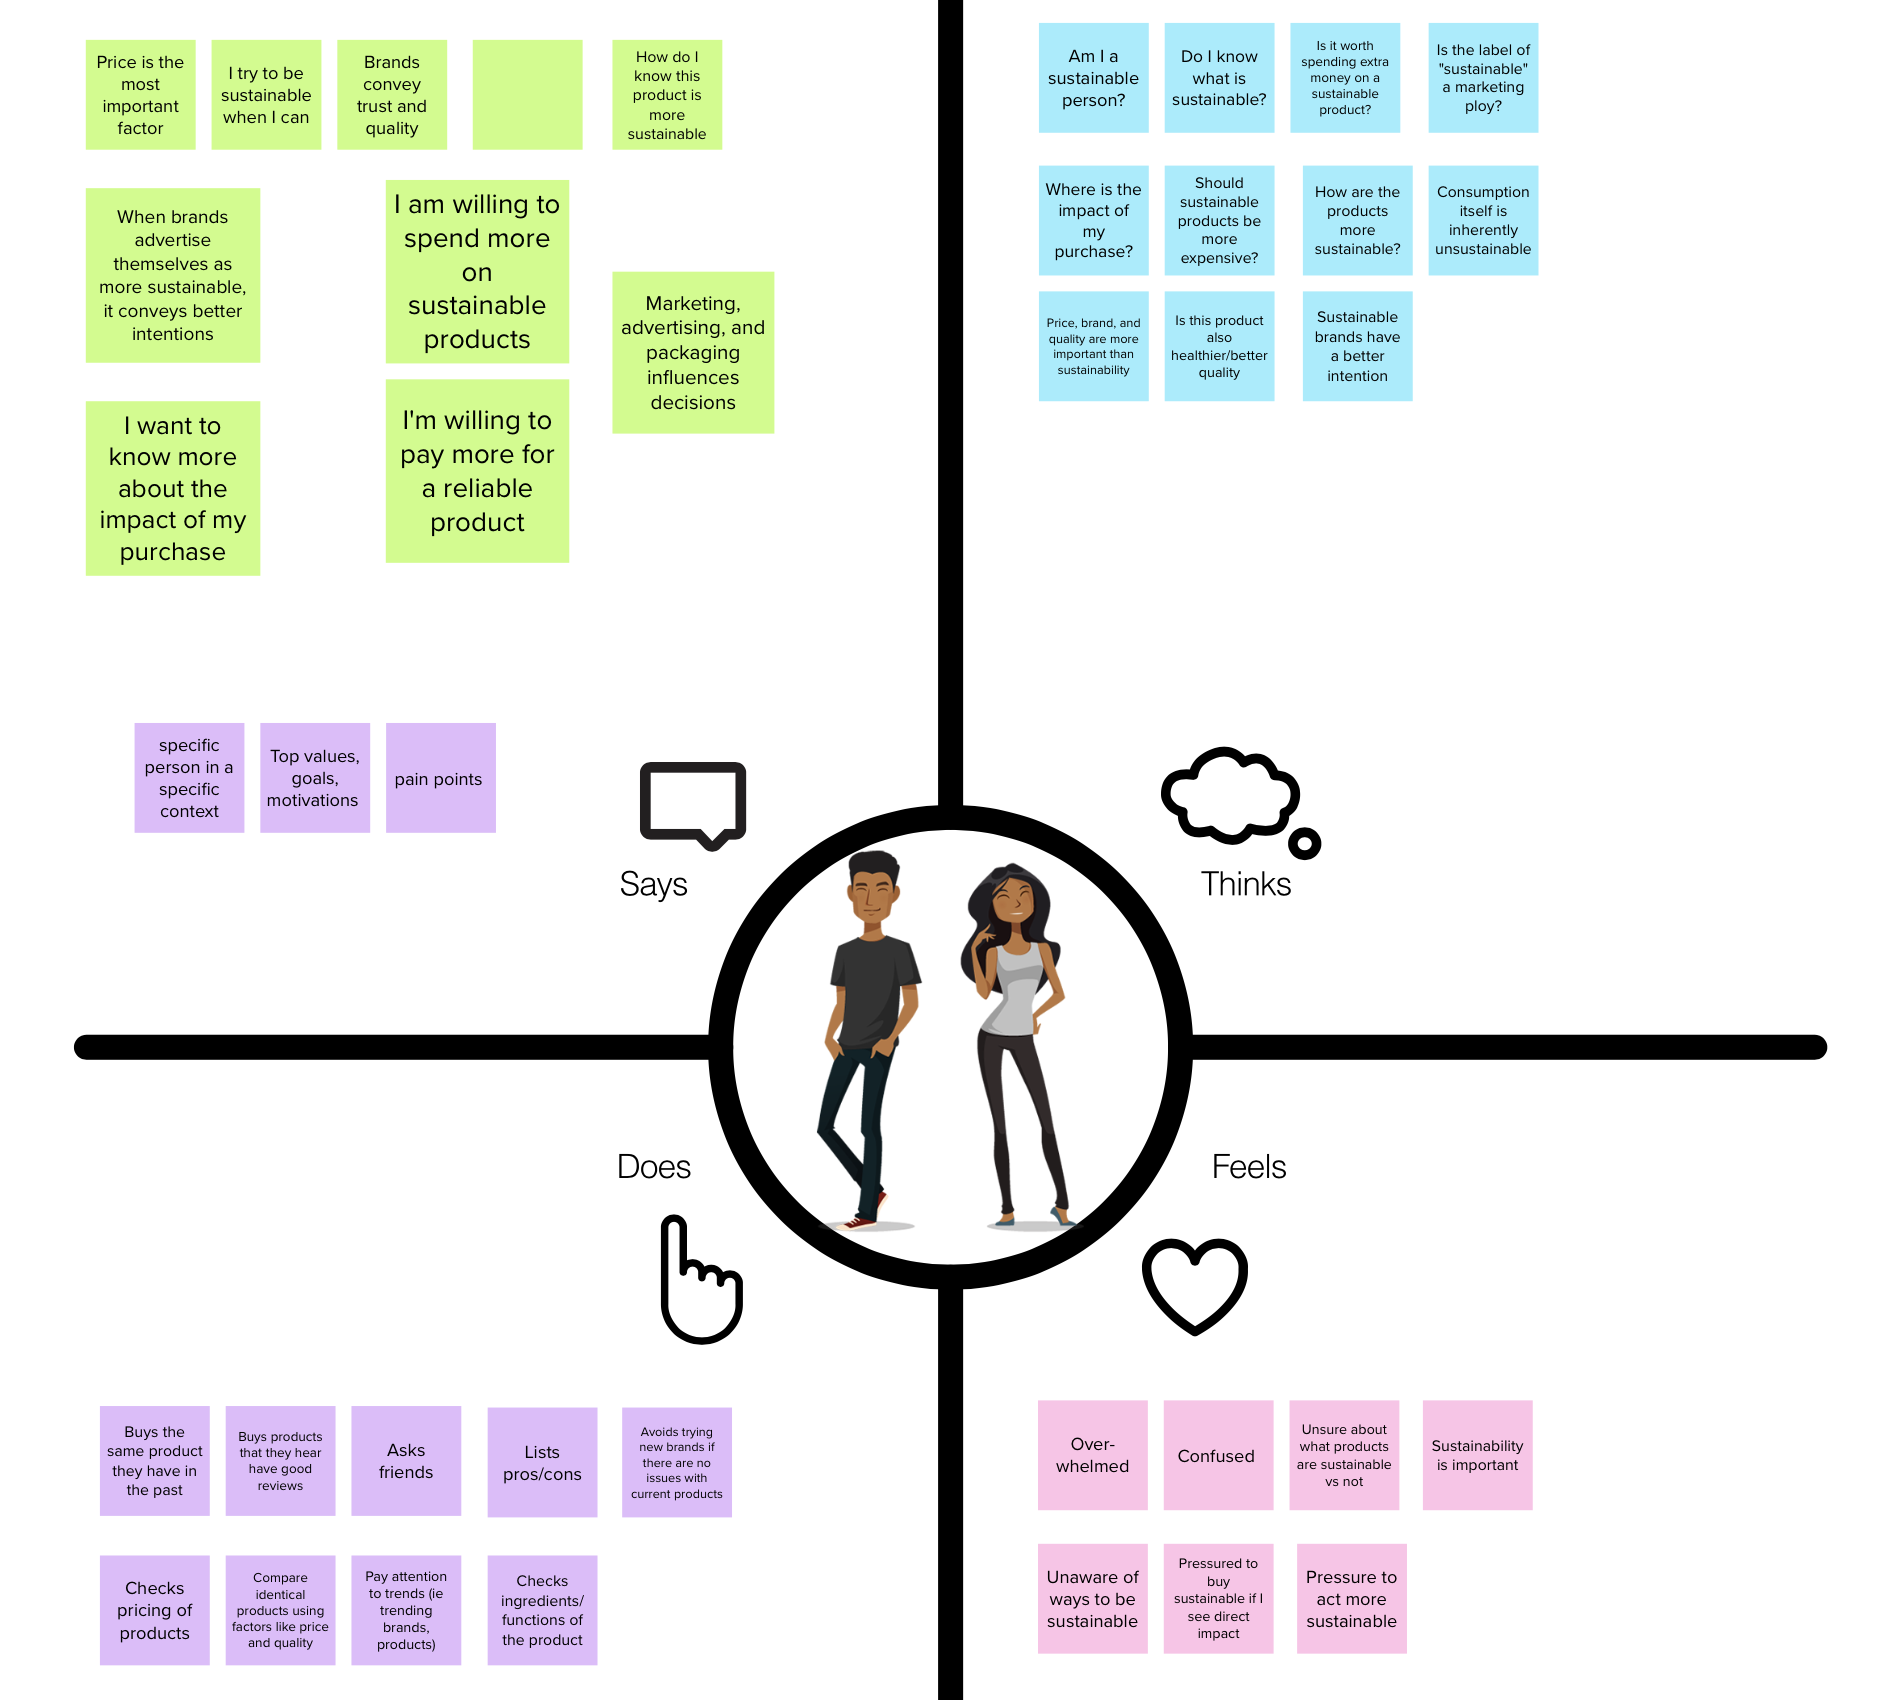 Price is the
most
important
factor
I try to be
sustainable
when I can
Brands
convey
trust and
quality
How do I
know this
product is
more
sustainable
When brands
advertise
themselves as
more sustainable,
it conveys better
intentions
I am willing to
spend more
on
sustainable
products
Marketing,
advertising, and
packaging
influences
decisions
I want to
know more
about the
impact of my
purchase
I'm willing to
pay more for
a reliable
product
Am I a
sustainable
person?
Do I know
what is
sustainable?
Is it worth
spending extra
money on a
sustainable
product?
Is the label of
"sustainable"
a marketing
ploy?
Where is the
impact of
my
purchase?
Should
sustainable
products be
more
expensive?
How are the
products
more
sustainable?
Consumption
itself is
inherently
unsustainable
Price, brand, and
quality are more
important than
sustainability
Is this product
also
healthier/better
quality
Sustainable
brands have
a better
intention
specific
person in a
specific
context
Top values,
goals,
motivations
pain points
Says
Thinks
Does
Feels
Buys the
same product
they have in
the past
Buys products
that they hear
have good
reviews
Asks
friends
Lists
pros/cons
Avoids trying
new brands if
there are no
issues with
current products
Checks
pricing of
products
Compare
identical
products using
factors like price
and quality
Pay attention
to trends (ie
trending
brands,
products)
Checks
ingredients/
functions of
the product
Over-
whelmed
Confused
Unsure about
what products
are sustainable
vs not
Sustainability
is important
Unaware of
ways to be
sustainable
Pressured to
buy
sustainable if I
see direct
impact
Pressure to
act more
sustainable